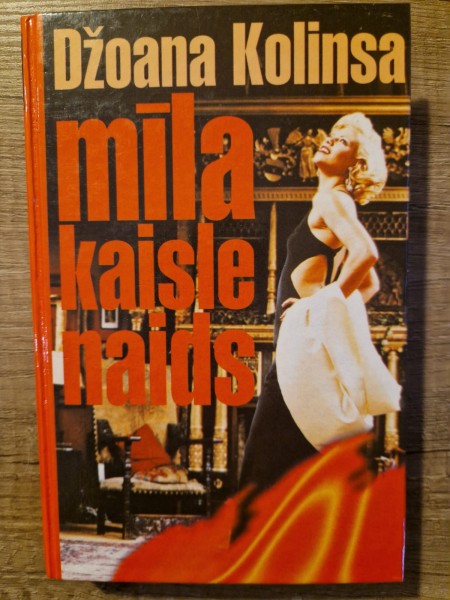 Džoana Kolinsa
mīla
kaisle
naids